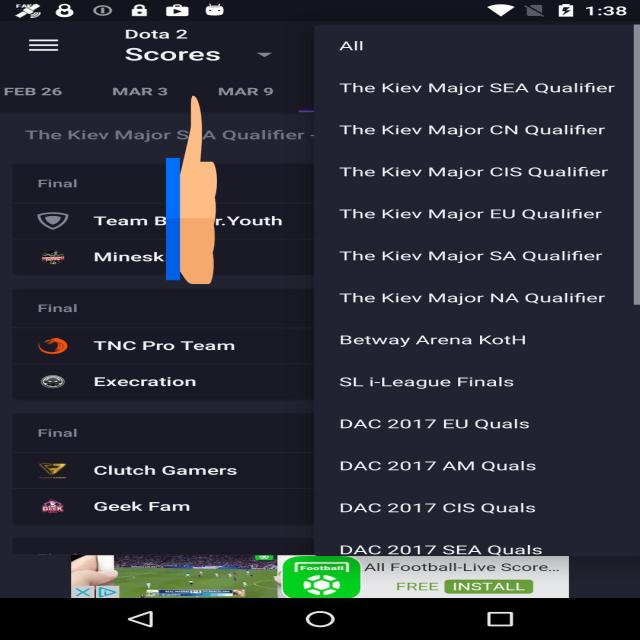 1:38
Dota 2
Scores
FEB 26 MAR 3 MAR 9
The Kiev Major S A Qualifier -
Final
Team B r.Youth
Minesk
Final
TNC Pro Team
Execration
Final
Clutch Gamers
Geek Fam
GEEK
All
The Kiev Major SEA Qualifier
The Kiev Major CN Qualifier
The Kiev Major CIS Qualifier
The Kiev Major EU Qualifier
The Kiev Major SA Qualifier
The Kiev Major NA Qualifier
Betway Arena KotH
SL i-League Finals
DAC 2017 EU Quals
DAC 2017 AM Quals
DAC 2017 CIS Quals
DAC 2017 SEA Quals
Football
All Football-Live Score...
FREE INSTALL